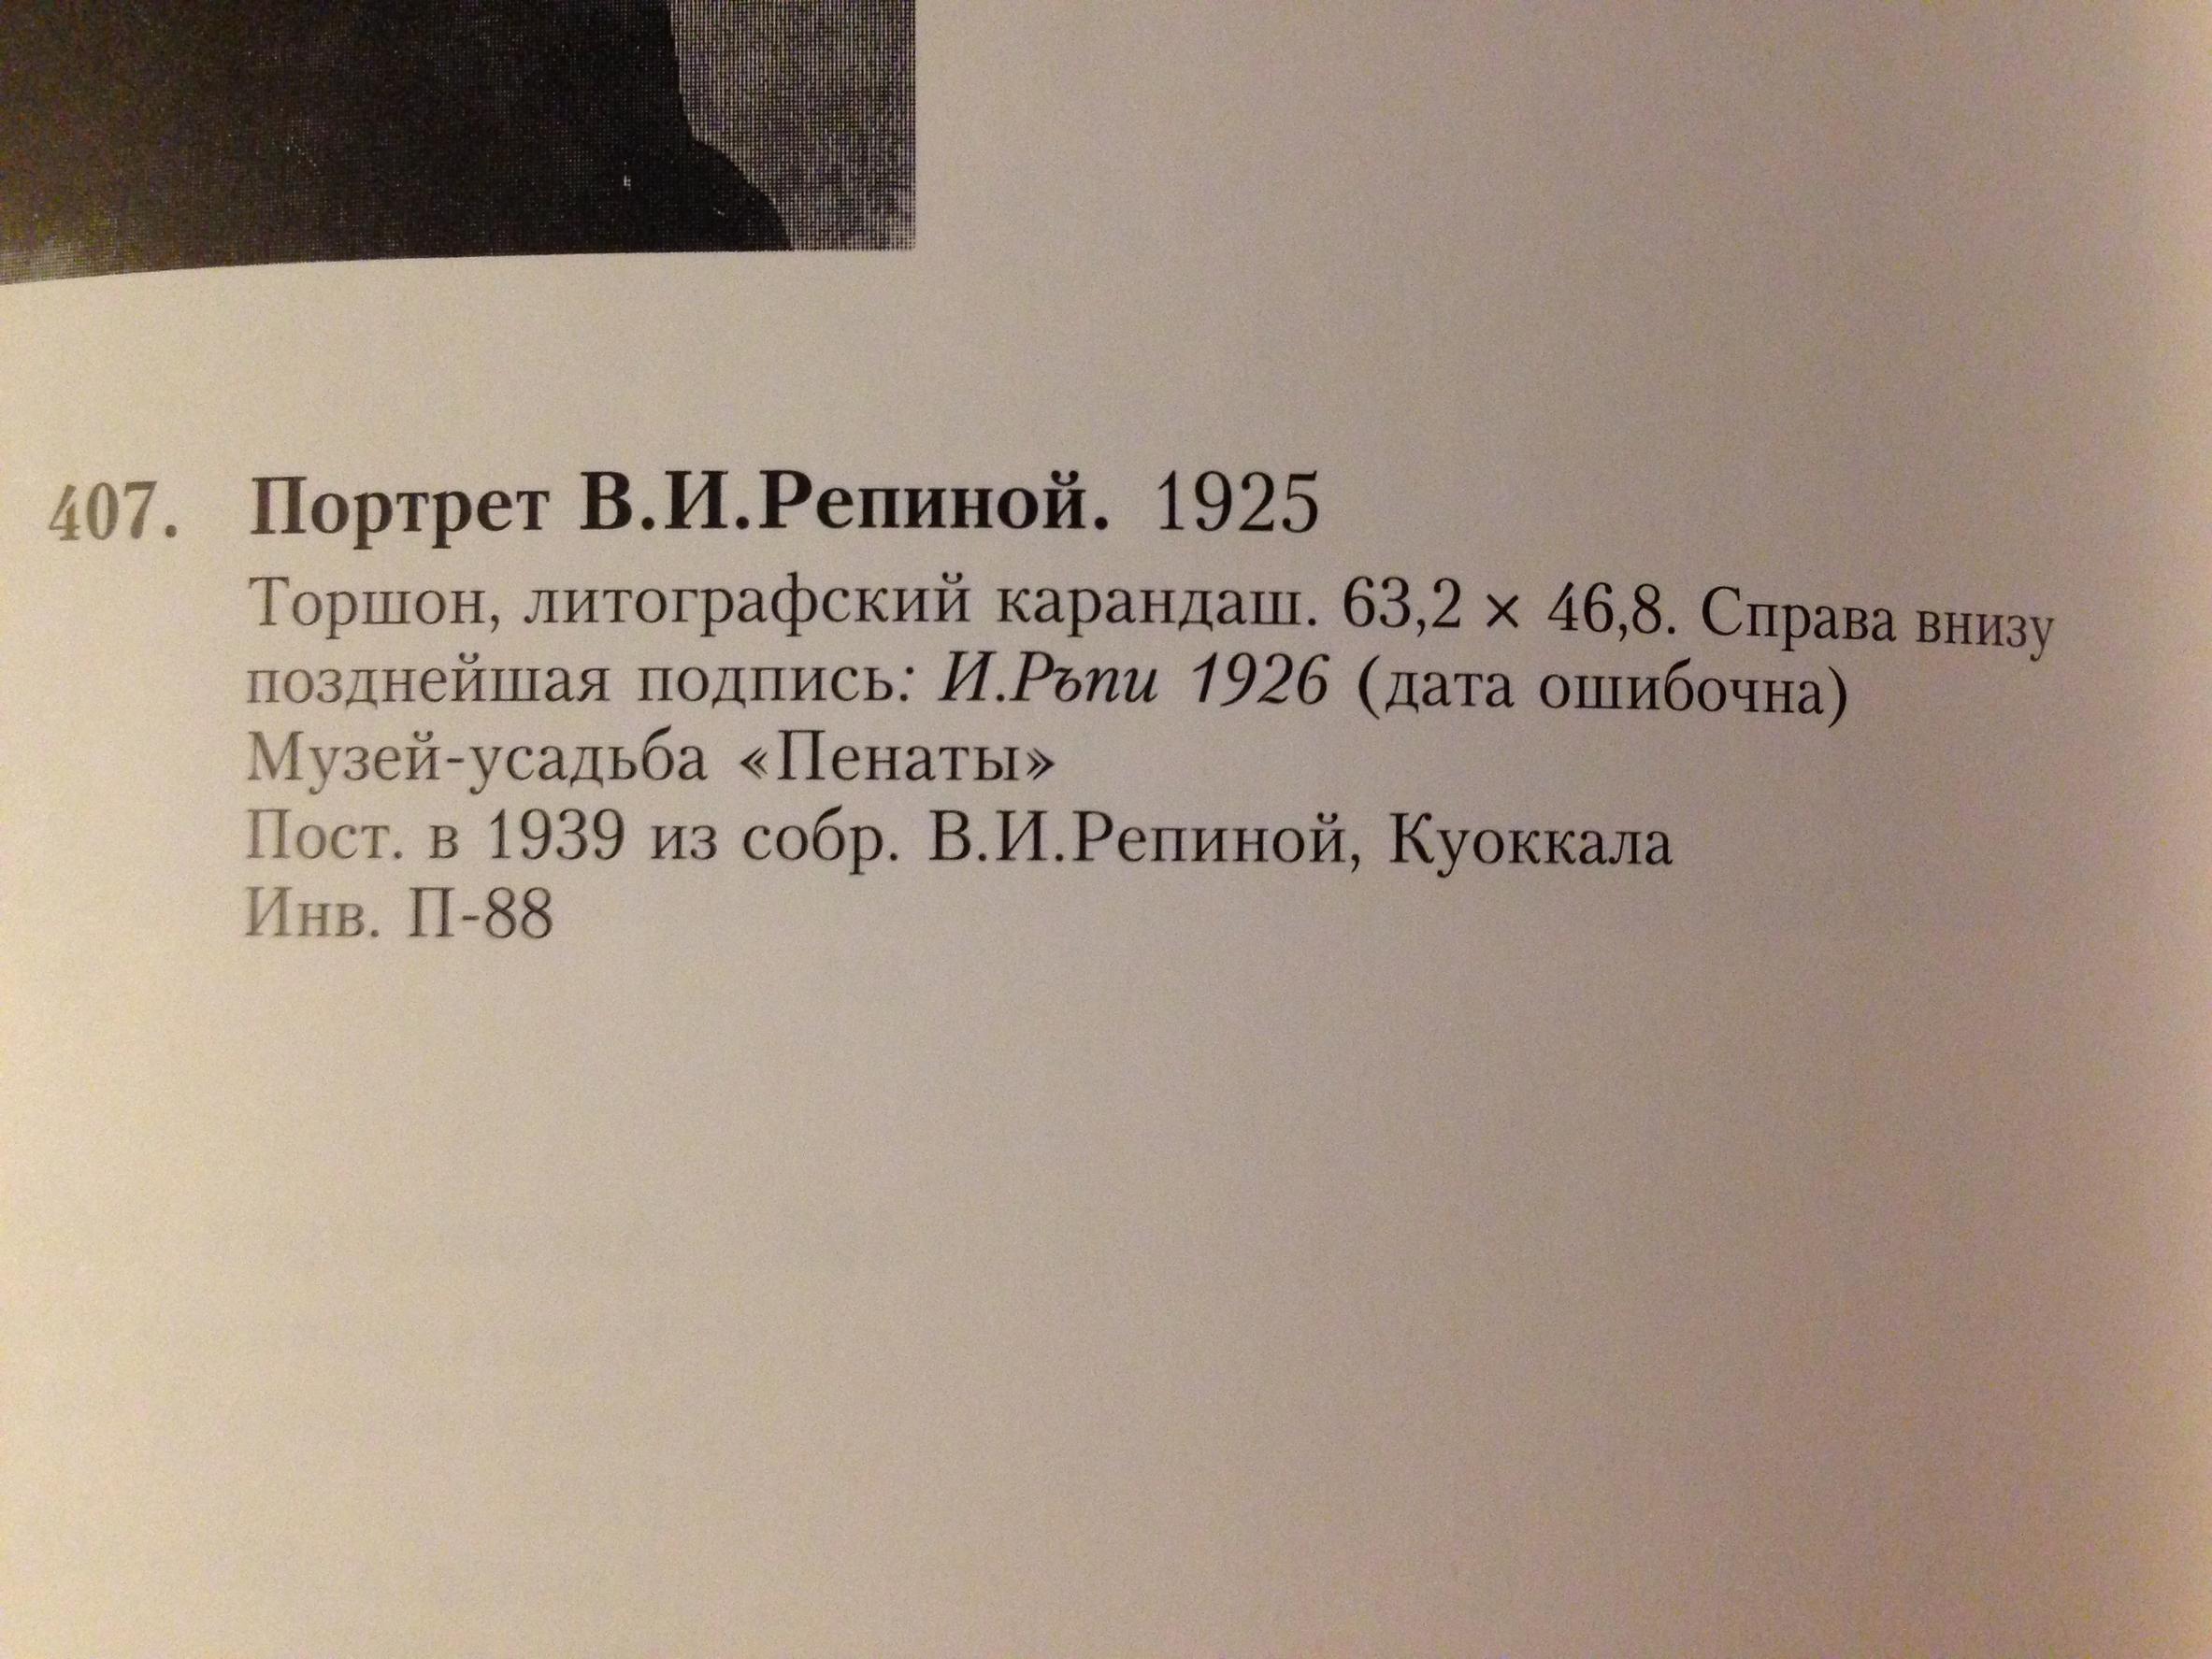 407. Портрет В.И.Репиной. 1925
Торшон, литографский карандаш. 63,2 × 46,8. Справа внизу
позднейшая подпись: И.Ръпи 1926 (дата ошибочна)
Музей-усадьба «Пенаты»
Пост. в 1939 из собр. В.И.Репиной, Куоккала
Инв. П-88